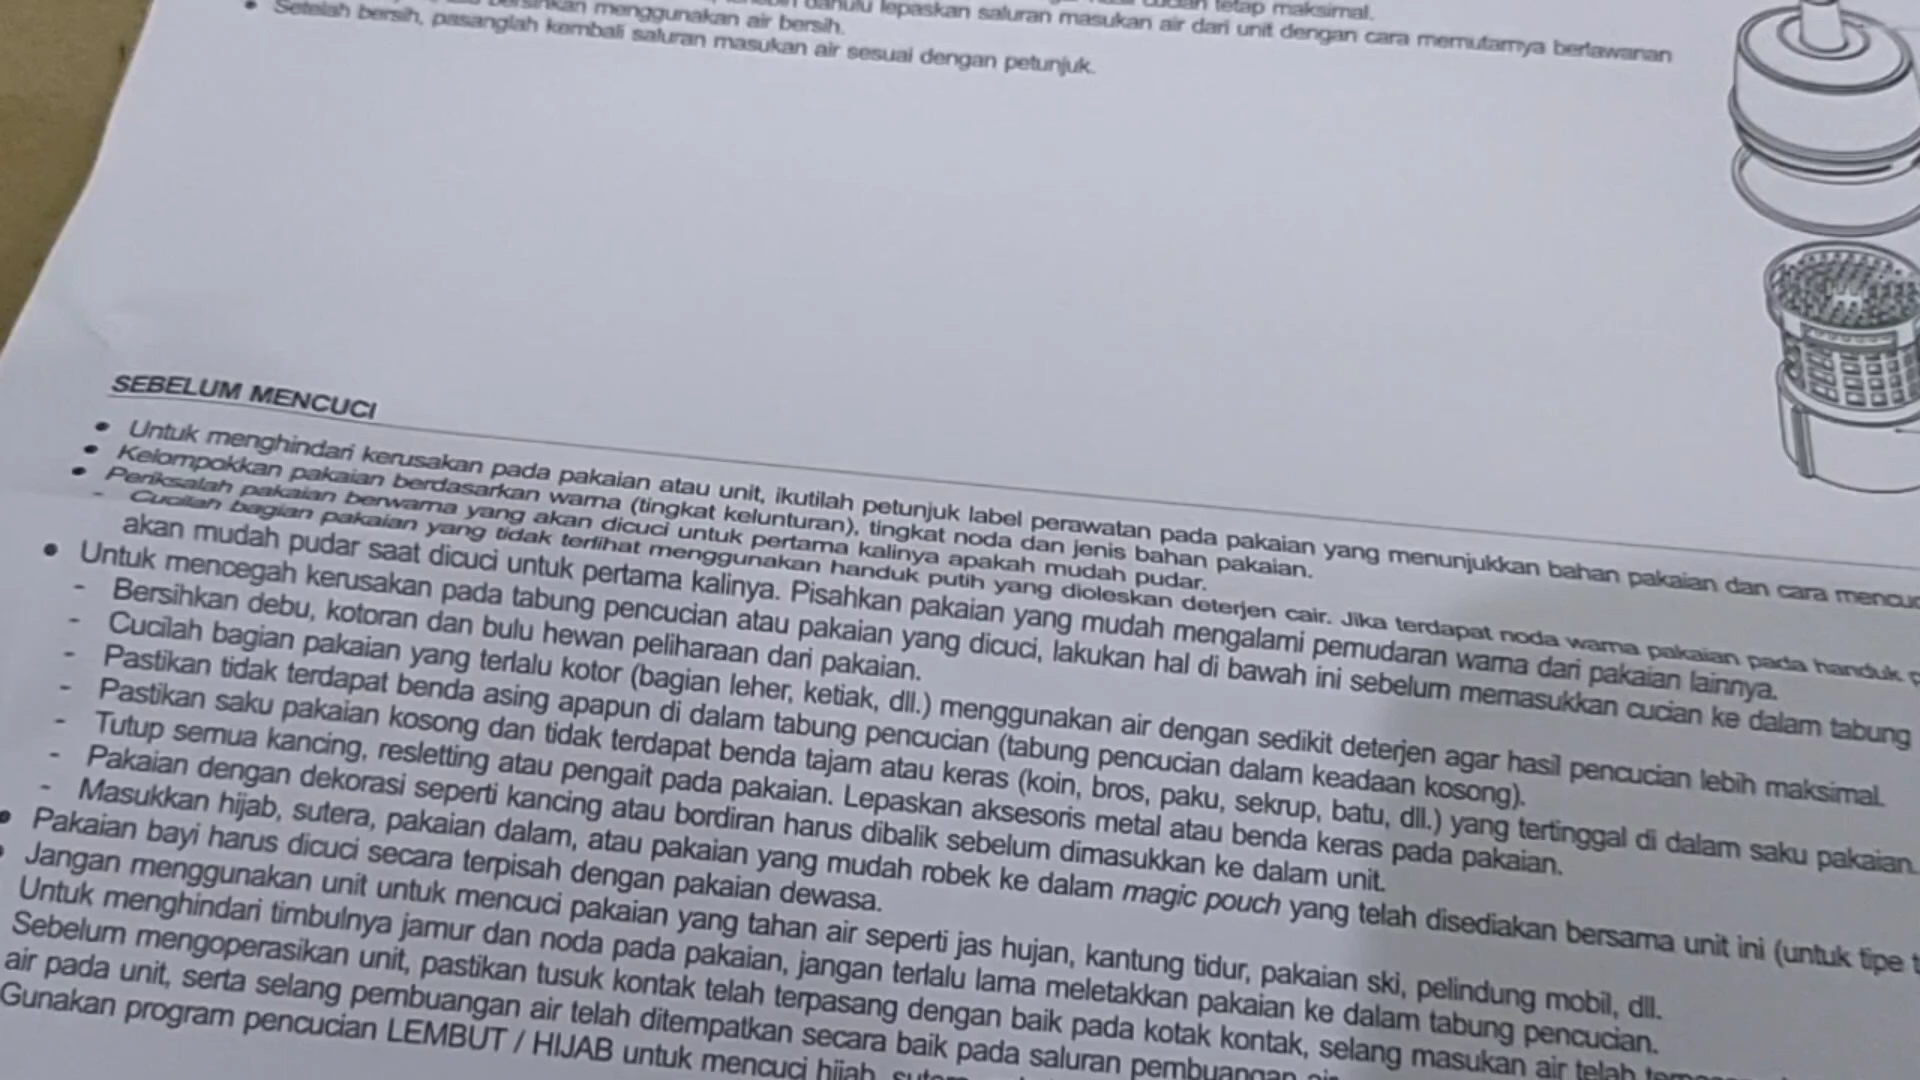 dahulu lepaskan saluran masukan air dari unit dengan cara memutarnya berlawanan
menggunakan air bersih.
• Setelah bersih, pasanglah kembali saluran masukan air sesuai dengan petunjuk.
SEBELUM MENCUCI
• Untuk menghindari kerusakan pada pakaian atau unit, ikutilah petunjuk label perawatan pada pakaian yang menunjukkan bahan pakaian dan cara
• Kelompokkan pakaian berdasarkan warna (tingkat kelunturan), tingkat noda dan jenis bahan pakaian.
• Periksalah pakaian berwarna yang akan dicuci untuk pertama kalinya apakah mudah pudar.
- Cucilah bagian pakaian yang tidak terlihat menggunakan handuk putih yang dioleskan deterjen cair. Jika terdapat noda warna pakaian pada handuk
akan mudah pudar saat dicuci untuk pertama kalinya. Pisahkan pakaian yang mudah mengalami pemudaran warna dari pakaian lainnya.
• Untuk mencegah kerusakan pada tabung pencucian atau pakaian yang dicuci, lakukan hal di bawah ini sebelum memasukkan cucian ke dalam tabung
- Bersihkan debu, kotoran dan bulu hewan peliharaan dari pakaian.
- Cucilah bagian pakaian yang terlalu kotor (bagian leher, ketiak, dll.) menggunakan air dengan sedikit deterjen agar hasil pencucian lebih maksimal.
- Pastikan tidak terdapat benda asing apapun di dalam tabung pencucian (tabung pencucian dalam keadaan kosong).
- Pastikan saku pakaian kosong dan tidak terdapat benda tajam atau keras (koin, bros, paku, sekrup, batu, dll.) yang tertinggal di dalam saku pakaian.
- Tutup semua kancing, resletting atau pengait pada pakaian. Lepaskan aksesoris metal atau benda keras pada pakaian.
- Pakaian dengan dekorasi seperti kancing atau bordiran harus dibalik sebelum dimasukkan ke dalam unit.
- Masukkan hijab, sutera, pakaian dalam, atau pakaian yang mudah robek ke dalam magic pouch yang telah disediakan bersama unit ini (untuk tipe
• Pakaian bayi harus dicuci secara terpisah dengan pakaian dewasa.
• Jangan menggunakan unit untuk mencuci pakaian yang tahan air seperti jas hujan, kantung tidur, pakaian ski, pelindung mobil, dll.
Untuk menghindari timbulnya jamur dan noda pada pakaian, jangan terlalu lama meletakkan pakaian ke dalam tabung pencucian.
Sebelum mengoperasikan unit, pastikan tusuk kontak telah terpasang dengan baik pada kotak kontak, selang masukan air telah
air pada unit, serta selang pembuangan air telah ditempatkan secara baik pada saluran pembuangan
Gunakan program pencucian LEMBUT / HIJAB untuk mencuci hijab,